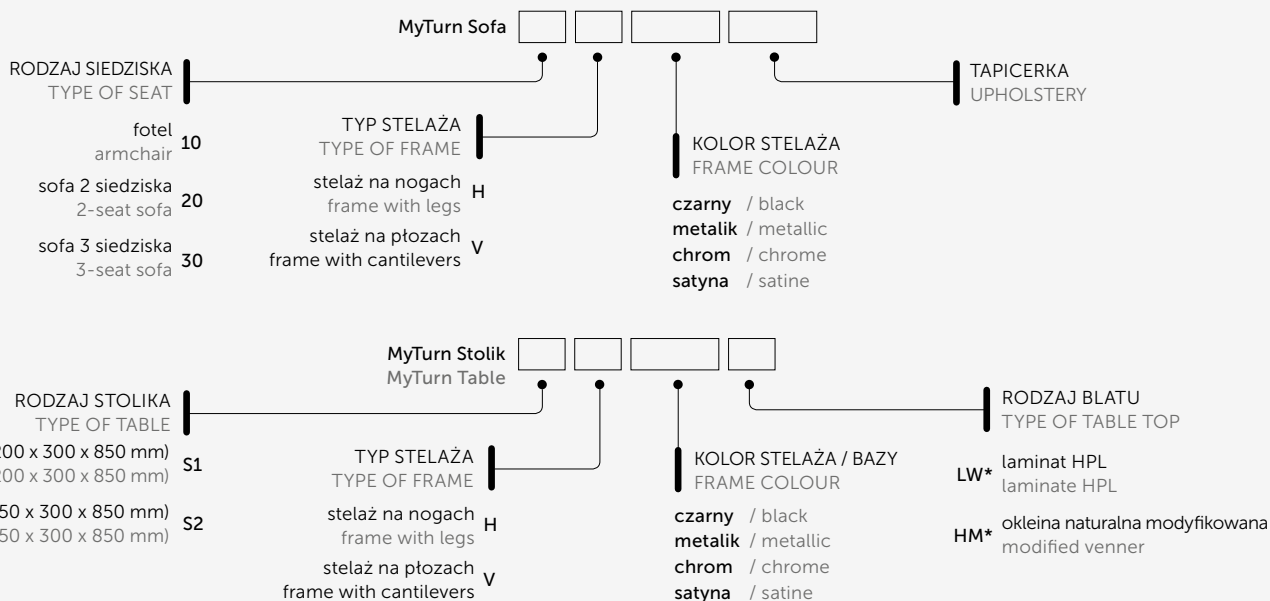 MyTurn Sofa
RODZAJ SIEDZISKA
TYPE OF SEAT
fotel
armchair
10
sofa 2 siedziska
2-seat sofa
20
sofa 3 siedziska
3-seat sofa
30
TYP STELAŻA
TYPE OF FRAME
stelaż na nogach
frame with legs
H
stelaż na płozach
frame with cantilevers
V
KOLOR STELAŻA
FRAME COLOUR
czarny / black
metalik / metallic
chrom / chrome
satyna / satine
TAPICERKA
UPHOLSTERY
MyTurn Stolik
MyTurn Table
RODZAJ STOLIKA
TYPE OF TABLE
x 300 x 850 mm)
x 300 x 850 mm)
S1
x 300 x 850 mm)
x 300 x 850 mm)
S2
TYP STELAŻA
TYPE OF FRAME
stelaż na nogach
frame with legs
H
stelaż na płozach
frame with cantilevers
V
KOLOR STELAŻA / BAZY
FRAME COLOUR
czarny / black
metalik / metallic
chrom / chrome
satyna / satine
RODZAJ BLATU
TYPE OF TABLE TOP
LW*
laminat HPL
laminate HPL
HM*
okleina naturalna modyfikowana
modified venner